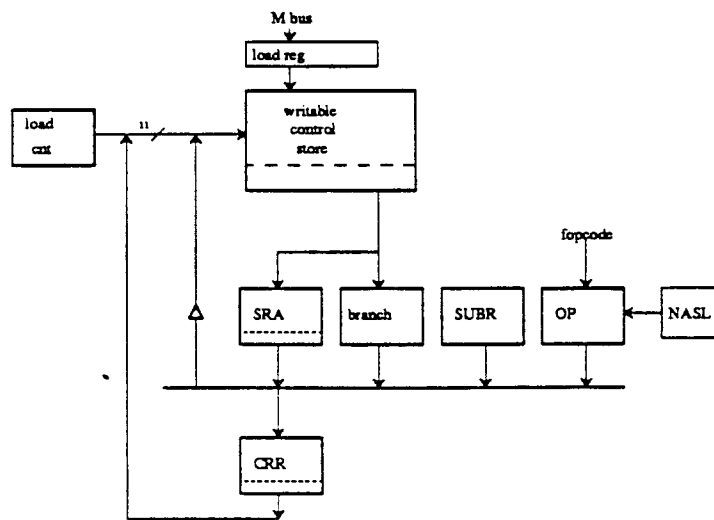 M bus
load reg
writable
control
store
load
cnt
11
fopcode
SRA
branch
SUBR
OP
NASL
CRR